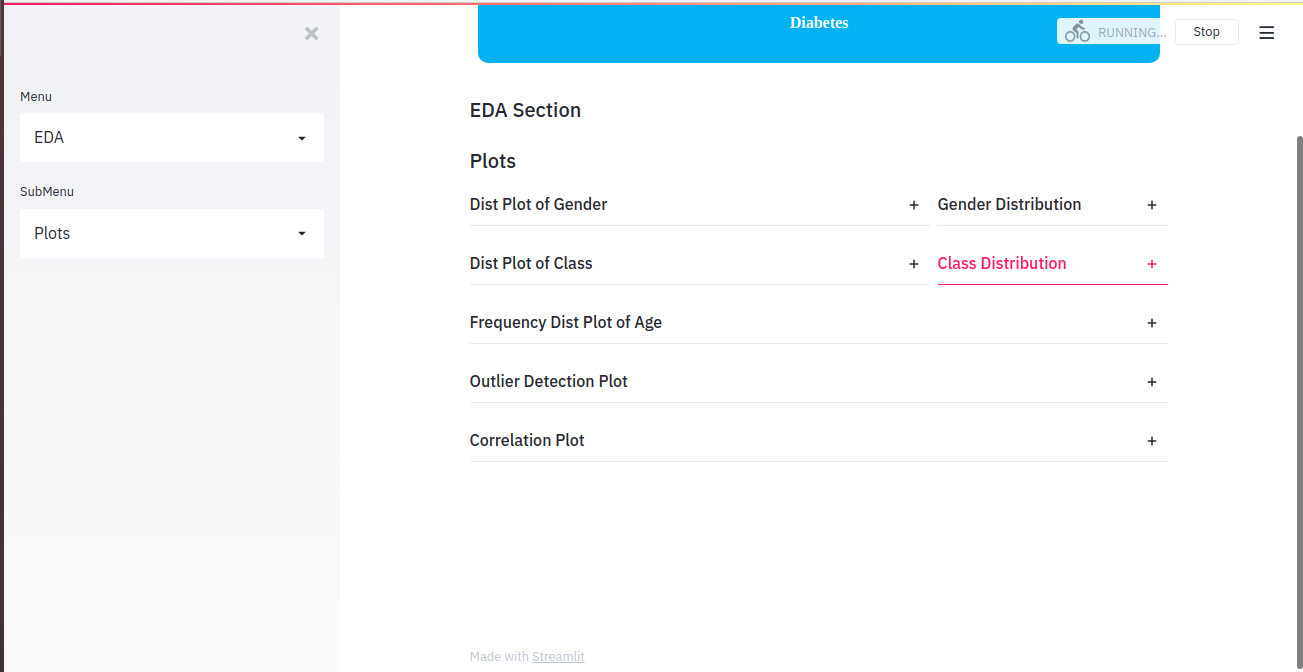 Diabetes
RUNNING...
Stop
Menu
EDA
SubMenu
Plots
EDA Section
Plots
Dist Plot of Gender
Gender Distribution
Dist Plot of Class
Class Distribution
Frequency Dist Plot of Age
Outlier Detection Plot
Correlation Plot
Made with Streamlit